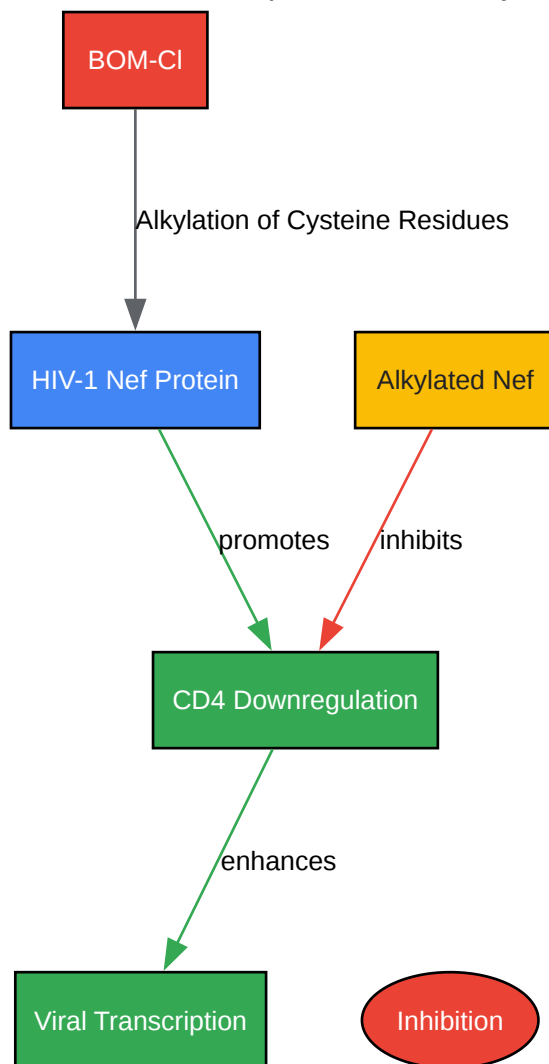 BOM-Cl
Alkylation of Cysteine Residues
HIV-1 Nef Protein
Alkylated Nef
promotes
inhibits
CD4 Downregulation
enhances
Viral Transcription
Inhibition